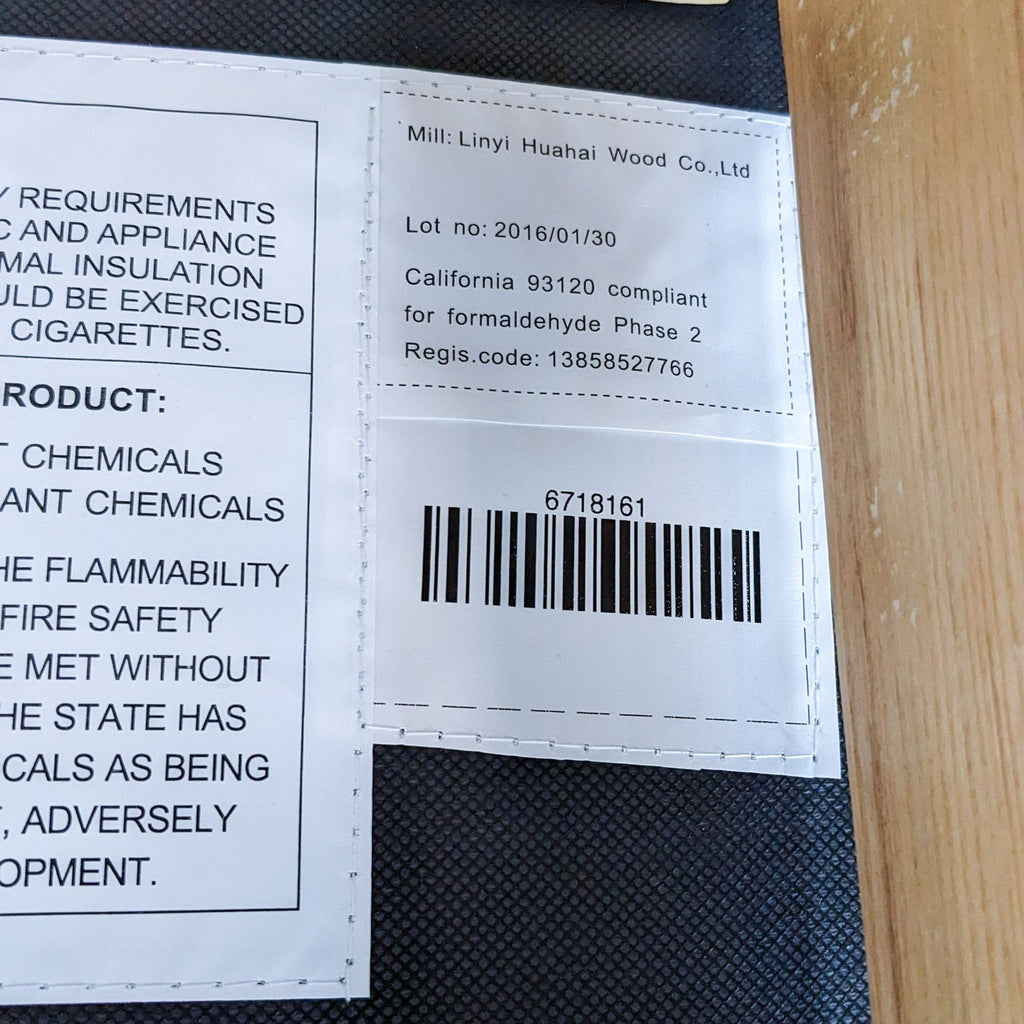 Y REQUIREMENTS
C AND APPLIANCE
MAL INSULATION
ULD BE EXERCISED
CIGARETTES.
PRODUCT:
T CHEMICALS
ANT CHEMICALS
HE FLAMMABILITY
FIRE SAFETY
E MET WITHOUT
HE STATE HAS
CALS AS BEING
, ADVERSELY
OPMENT.
Mill: Linyi Huahai Wood Co.,Ltd
Lot no: 2016/01/30
California 93120 compliant
for formaldehyde Phase 2
Regis.code: 13858527766
6718161